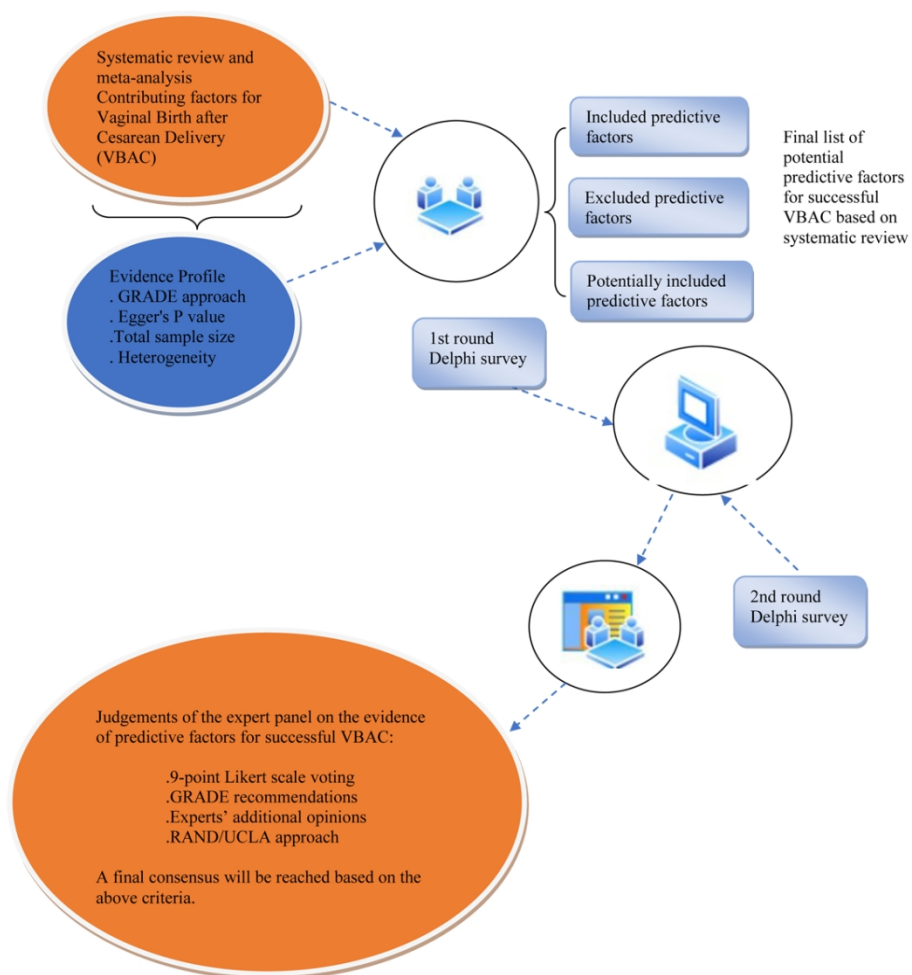 Systematic review and
meta-analysis
Contributing factors for
Vaginal Birth after
Cesarean Delivery
(VBAC)
Evidence Profile
. GRADE approach
. Egger's P value
.Total sample size
. Heterogeneity
Included predictive
factors
Excluded predictive
factors
Potentially included
predictive factors
Final list of
potential
predictive factors
for successful
VBAC based on
systematic review
1st round
Delphi survey
2nd round
Delphi survey
Judgements of the expert panel on the evidence
of predictive factors for successful VBAC:
.9-point Likert scale voting
.GRADE recommendations
.Experts’ additional opinions
.RAND/UCLA approach
A final consensus will be reached based on the
above criteria.